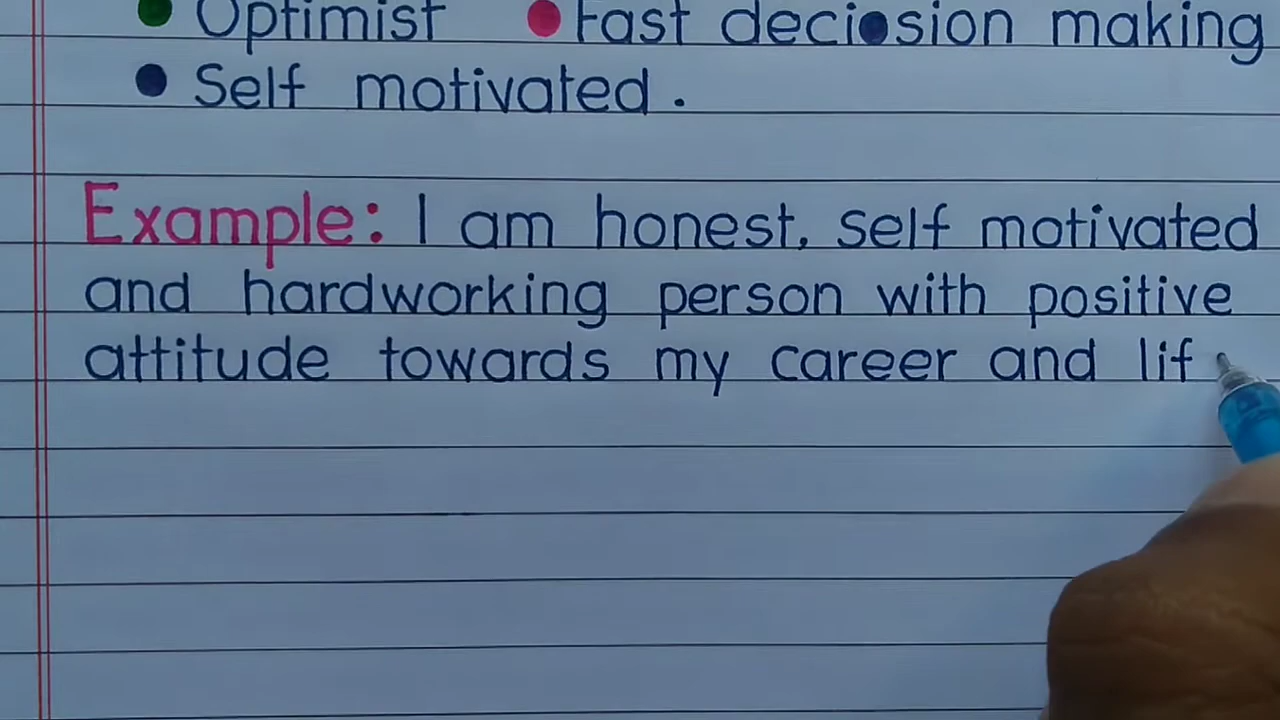 Optimist Fast deciosion making
Self motivated.
Example: I am honest, self motivated
and hardworking person with positive
attitude towards my career and lif